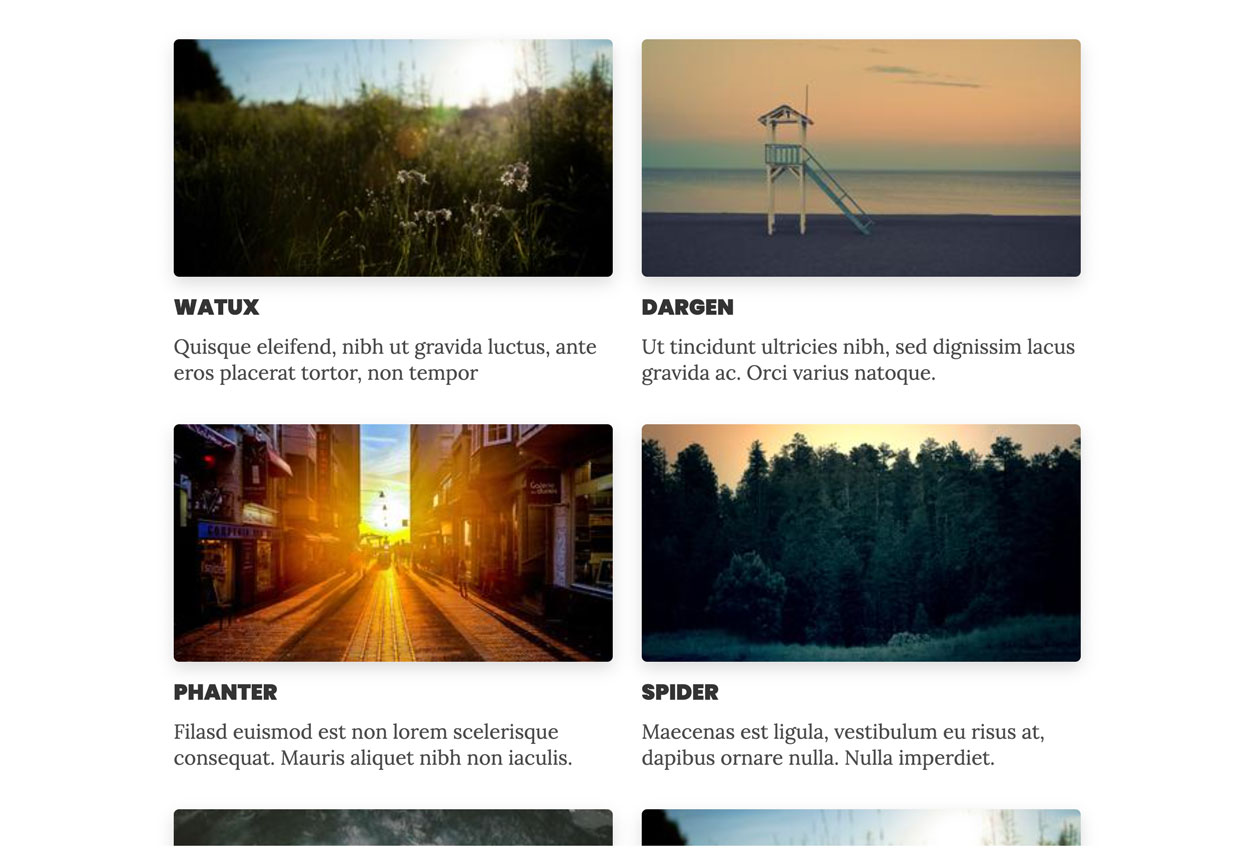 WATUX
Quisque eleifend, nibh ut gravida luctus, ante
eros placerat tortor, non tempor
DARGEN
Ut tincidunt ultricies nibh, sed dignissim lacus
gravida ac. Orci varius natoque.
PHANTER
Filasd euismod est non lorem scelerisque
consequat. Mauris aliquet nibh non iaculis.
SPIDER
Maecenas est ligula, vestibulum eu risus at,
dapibus ornare nulla. Nulla imperdiet.